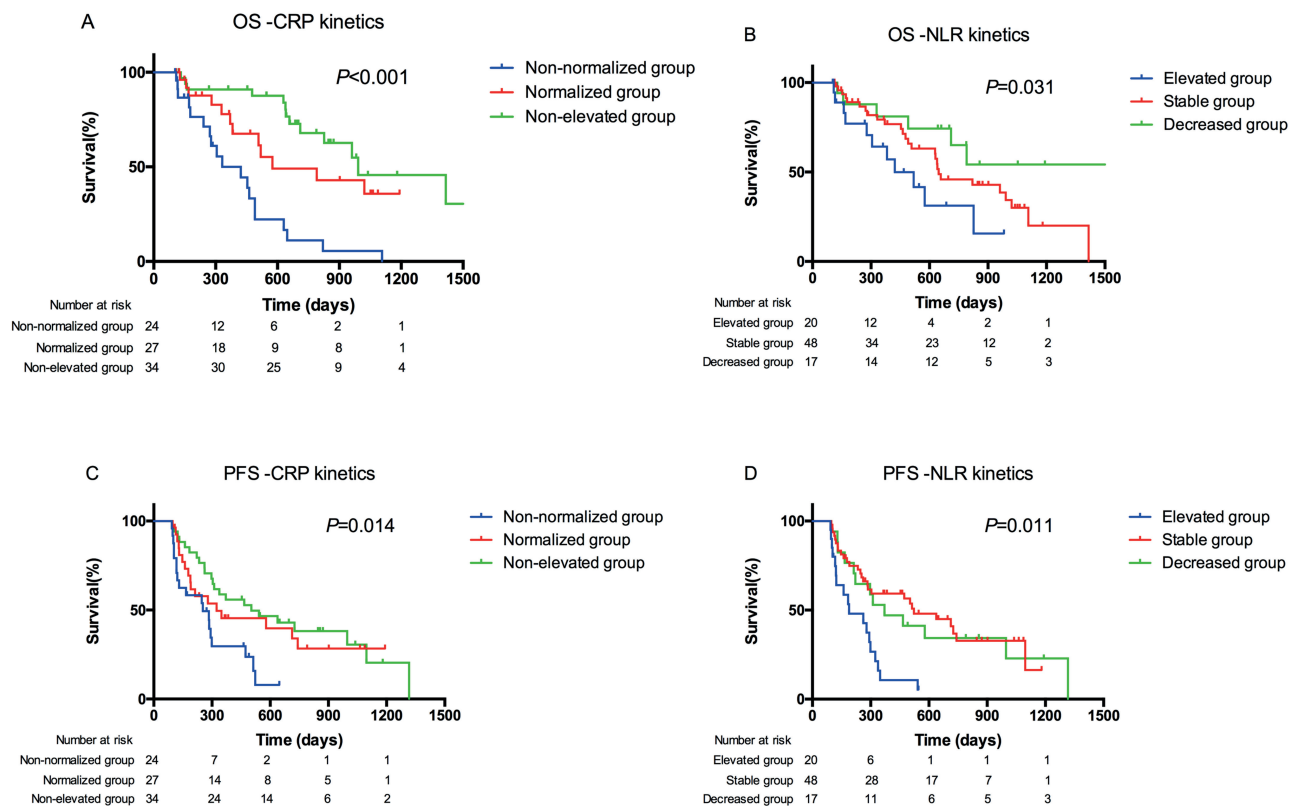 A
OS -CRP kinetics
P<0.001
Non-normalized group
Normalized group
Non-elevated group
Survival(%)
100
50
0
0 300 600 900 1200 1500
Time (days)
Number at risk
Non-normalized group 24 12 6 2 1
Normalized group 27 18 9 8 1
Non-elevated group 34 30 25 9 4
B
OS -NLR kinetics
P=0.031
Elevated group
Stable group
Decreased group
Survival(%)
100
50
0
0 300 600 900 1200 1500
Time (days)
Number at risk
Elevated group 20 12 4 2 1
Stable group 48 34 23 12 2
Decreased group 17 14 12 5 3
C
PFS -CRP kinetics
P=0.014
Non-normalized group
Normalized group
Non-elevated group
Survival(%)
100
50
0
0 300 600 900 1200 1500
Time (days)
Number at risk
Non-normalized group 24 7 2 1 1
Normalized group 27 14 8 5 1
Non-elevated group 34 24 14 6 2
D
PFS -NLR kinetics
P=0.011
Elevated group
Stable group
Decreased group
Survival(%)
100
50
0
0 300 600 900 1200 1500
Time (days)
Number at risk
Elevated group 20 6 1 1 1
Stable group 48 28 17 7 1
Decreased group 17 11 6 5 3